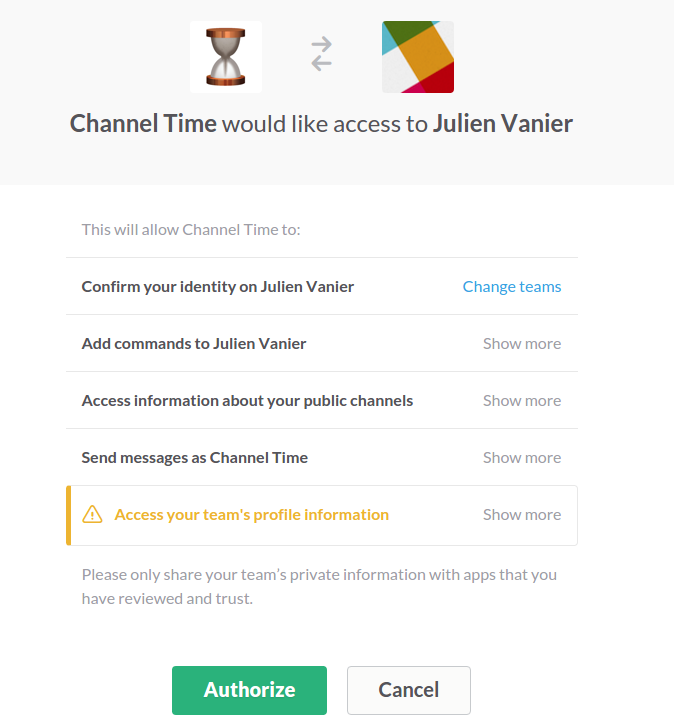 Channel Time would like access to Julien Vanier
This will allow Channel Time to:
Confirm your identity on Julien Vanier Change teams
Add commands to Julien Vanier Show more
Access information about your public channels Show more
Send messages as Channel Time Show more
Access your team's profile information Show more
Please only share your team’s private information with apps that you
have reviewed and trust.
Authorize Cancel